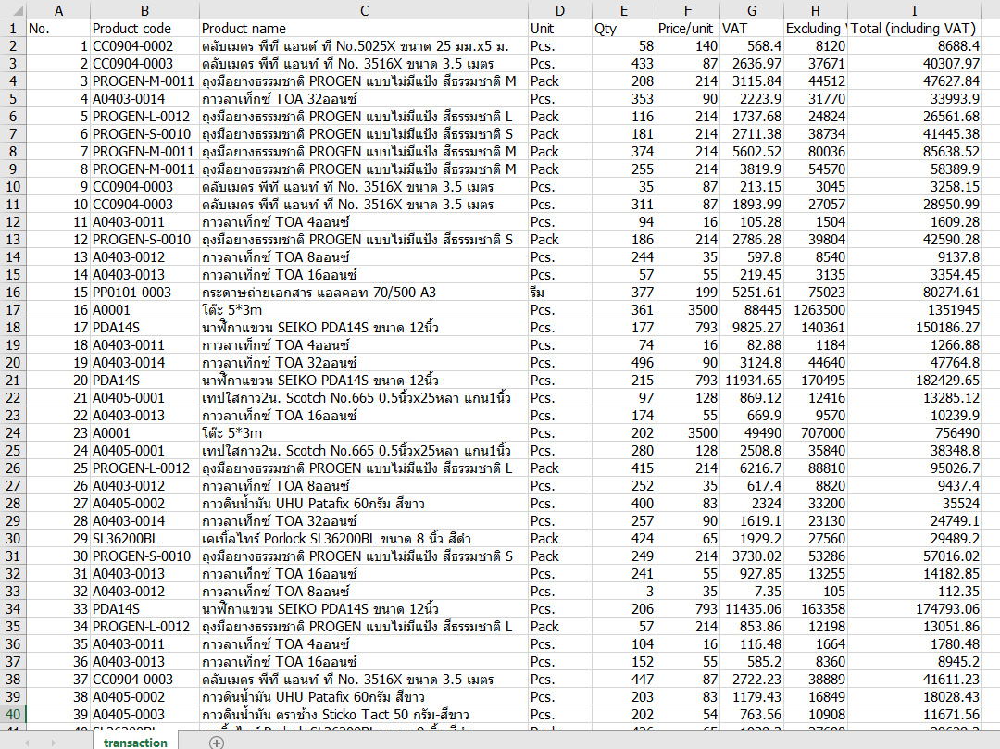 A B C D E F G H I
1 No. Product code Product name Unit Qty Price/unit VAT Excluding Total (including VAT)
2 1 CC0904-0002 ตลับเมตร พีที แอนด์ ที No.5025X ขนาด 25 มม.x5 ม. Pcs. 58 140 568.4 8120 8688.4
3 2 CC0904-0003 ตลับเมตร พีที แอนท์ ที No. 3516X ขนาด 3.5 เมตร Pcs. 433 87 2636.97 37671 40307.97
4 3 PROGEN-M-0011 ถุงมือยางธรรมชาติ PROGEN แบบไม่มีแป้ง สีธรรมชาติ M Pack 208 214 3115.84 44512 47627.84
5 4 A0403-0014 กาวลาเท็กซ์ TOA 32ออนซ์ Pcs. 353 90 2223.9 31770 33993.9
6 5 PROGEN-L-0012 ถุงมือยางธรรมชาติ PROGEN แบบไม่มีแป้ง สีธรรมชาติ L Pack 116 214 1737.68 24824 26561.68
7 6 PROGEN-S-0010 ถุงมือยางธรรมชาติ PROGEN แบบไม่มีแป้ง สีธรรมชาติ S Pack 181 214 2711.38 38734 41445.38
8 7 PROGEN-M-0011 ถุงมือยางธรรมชาติ PROGEN แบบไม่มีแป้ง สีธรรมชาติ M Pack 374 214 5602.52 80036 85638.52
9 8 PROGEN-M-0011 ถุงมือยางธรรมชาติ PROGEN แบบไม่มีแป้ง สีธรรมชาติ M Pack 255 214 3819.9 54570 58389.9
10 9 CC0904-0003 ตลับเมตร พีที แอนท์ ที No. 3516X ขนาด 3.5 เมตร Pcs. 35 87 213.15 3045 3258.15
11 10 CC0904-0003 ตลับเมตร พีที แอนท์ ที No. 3516X ขนาด 3.5 เมตร Pcs. 311 87 1893.99 27057 28950.99
12 11 A0403-0011 กาวลาเท็กซ์ TOA 4ออนซ์ Pcs. 94 16 105.28 1504 1609.28
13 12 PROGEN-S-0010 ถุงมือยางธรรมชาติ PROGEN แบบไม่มีแป้ง สีธรรมชาติ S Pack 186 214 2786.28 39804 42590.28
14 13 A0403-0012 กาวลาเท็กซ์ TOA 8ออนซ์ Pcs. 244 35 597.8 8540 9137.8
15 14 A0403-0013 กาวลาเท็กซ์ TOA 16ออนซ์ Pcs. 57 55 219.45 3135 3354.45
16 15 PP0101-0003 กระดาษถ่ายเอกสาร แอลคอท 70/500 A3 รีม 377 199 5251.61 75023 80274.61
17 16 A0001 โต๊ะ 5*3m Pcs. 361 3500 88445 1263500 1351945
18 17 PDA14S นาฬิกาแขวน SEIKO PDA14S ขนาด 12นิ้ว Pcs. 177 793 9825.27 140361 150186.27
19 18 A0403-0011 กาวลาเท็กซ์ TOA 4ออนซ์ Pcs. 74 16 82.88 1184 1266.88
20 19 A0403-0014 กาวลาเท็กซ์ TOA 32ออนซ์ Pcs. 496 90 3124.8 44640 47764.8
21 20 PDA14S นาฬิกาแขวน SEIKO PDA14S ขนาด 12นิ้ว Pcs. 215 793 11934.65 170495 182429.65
22 21 A0405-0001 เทปใสกาว2น. Scotch No.665 0.5นิ้วx25หลา แกน1นิ้ว Pcs. 97 128 869.12 12416 13285.12
23 22 A0403-0013 กาวลาเท็กซ์ TOA 16ออนซ์ Pcs. 174 55 669.9 9570 10239.9
24 23 A0001 โต๊ะ 5*3m Pcs. 202 3500 49490 707000 756490
25 24 A0405-0001 เทปใสกาว2น. Scotch No.665 0.5นิ้วx25หลา แกน1นิ้ว Pcs. 280 128 2508.8 35840 38348.8
26 25 PROGEN-L-0012 ถุงมือยางธรรมชาติ PROGEN แบบไม่มีแป้ง สีธรรมชาติ L Pack 415 214 6216.7 88810 95026.7
27 26 A0403-0012 กาวลาเท็กซ์ TOA 8ออนซ์ Pcs. 252 35 617.4 8820 9437.4
28 27 A0405-0002 กาวดินน้ำมัน UHU Patafix 60กรัม สีขาว Pcs. 400 83 2324 33200 35524
29 28 A0403-0014 กาวลาเท็กซ์ TOA 32ออนซ์ Pcs. 257 90 1619.1 23130 24749.1
30 29 SL36200BL เคเบิ้ลไทร์ Porlock SL36200BL ขนาด 8 นิ้ว สีดำ Pack 424 65 1929.2 27560 29489.2
31 30 PROGEN-S-0010 ถุงมือยางธรรมชาติ PROGEN แบบไม่มีแป้ง สีธรรมชาติ S Pack 249 214 3730.02 53286 57016.02
32 31 A0403-0013 กาวลาเท็กซ์ TOA 16ออนซ์ Pcs. 241 55 927.85 13255 14182.85
33 32 A0403-0012 กาวลาเท็กซ์ TOA 8ออนซ์ Pcs. 3 35 7.35 105 112.35
34 33 PDA14S นาฬิกาแขวน SEIKO PDA14S ขนาด 12นิ้ว Pcs. 206 793 11435.06 163358 174793.06
35 34 PROGEN-L-0012 ถุงมือยางธรรมชาติ PROGEN แบบไม่มีแป้ง สีธรรมชาติ L Pack 57 214 853.86 12198 13051.86
36 35 A0403-0011 กาวลาเท็กซ์ TOA 4ออนซ์ Pcs. 104 16 116.48 1664 1780.48
37 36 A0403-0013 กาวลาเท็กซ์ TOA 16ออนซ์ Pcs. 152 55 585.2 8360 8945.2
38 37 CC0904-0003 ตลับเมตร พีที แอนท์ ที No. 3516X ขนาด 3.5 เมตร Pcs. 447 87 2722.23 38889 41611.23
39 38 A0405-0002 กาวดินน้ำมัน UHU Patafix 60กรัม สีขาว Pcs. 203 83 1179.43 16849 18028.43
40 39 A0405-0003 กาวดินน้ำมัน ตราช้าง Sticko Tact 50 กรัม-สีขาว Pcs. 202 54 763.56 10908 11671.56
transaction